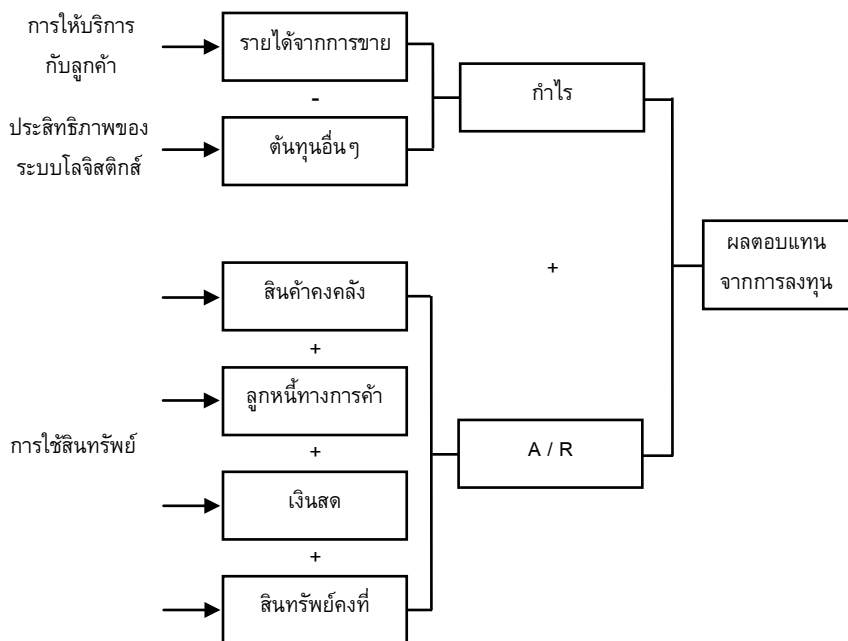 การให้บริการ
กับลูกค้า
รายได้จากการขาย
-
กำไร
ประสิทธิภาพของ
ระบบโลจิสติกส์
ต้นทุนอื่นๆ
ผลตอบแทน
จากการลงทุน
+
สินค้าคงคลัง
+
ลูกหนี้ทางการค้า
+
การใช้สินทรัพย์
A / R
เงินสด
+
สินทรัพย์คงที่